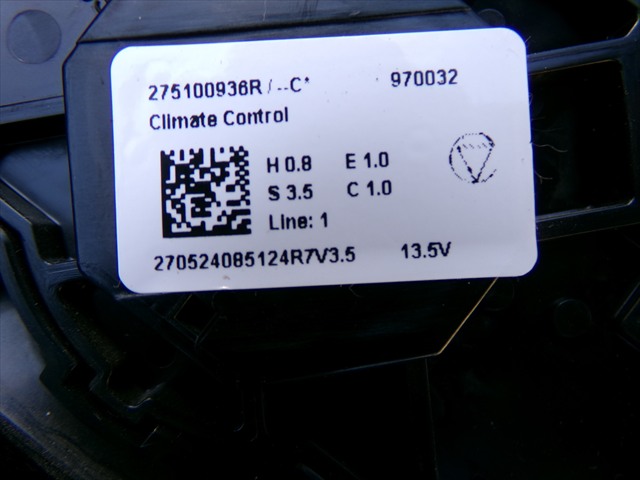 275100936R / --C* 970032
Climate Control
H 0.8 E 1.0
S 3.5 C 1.0
Line: 1
270524085124R7V3.5 13.5V